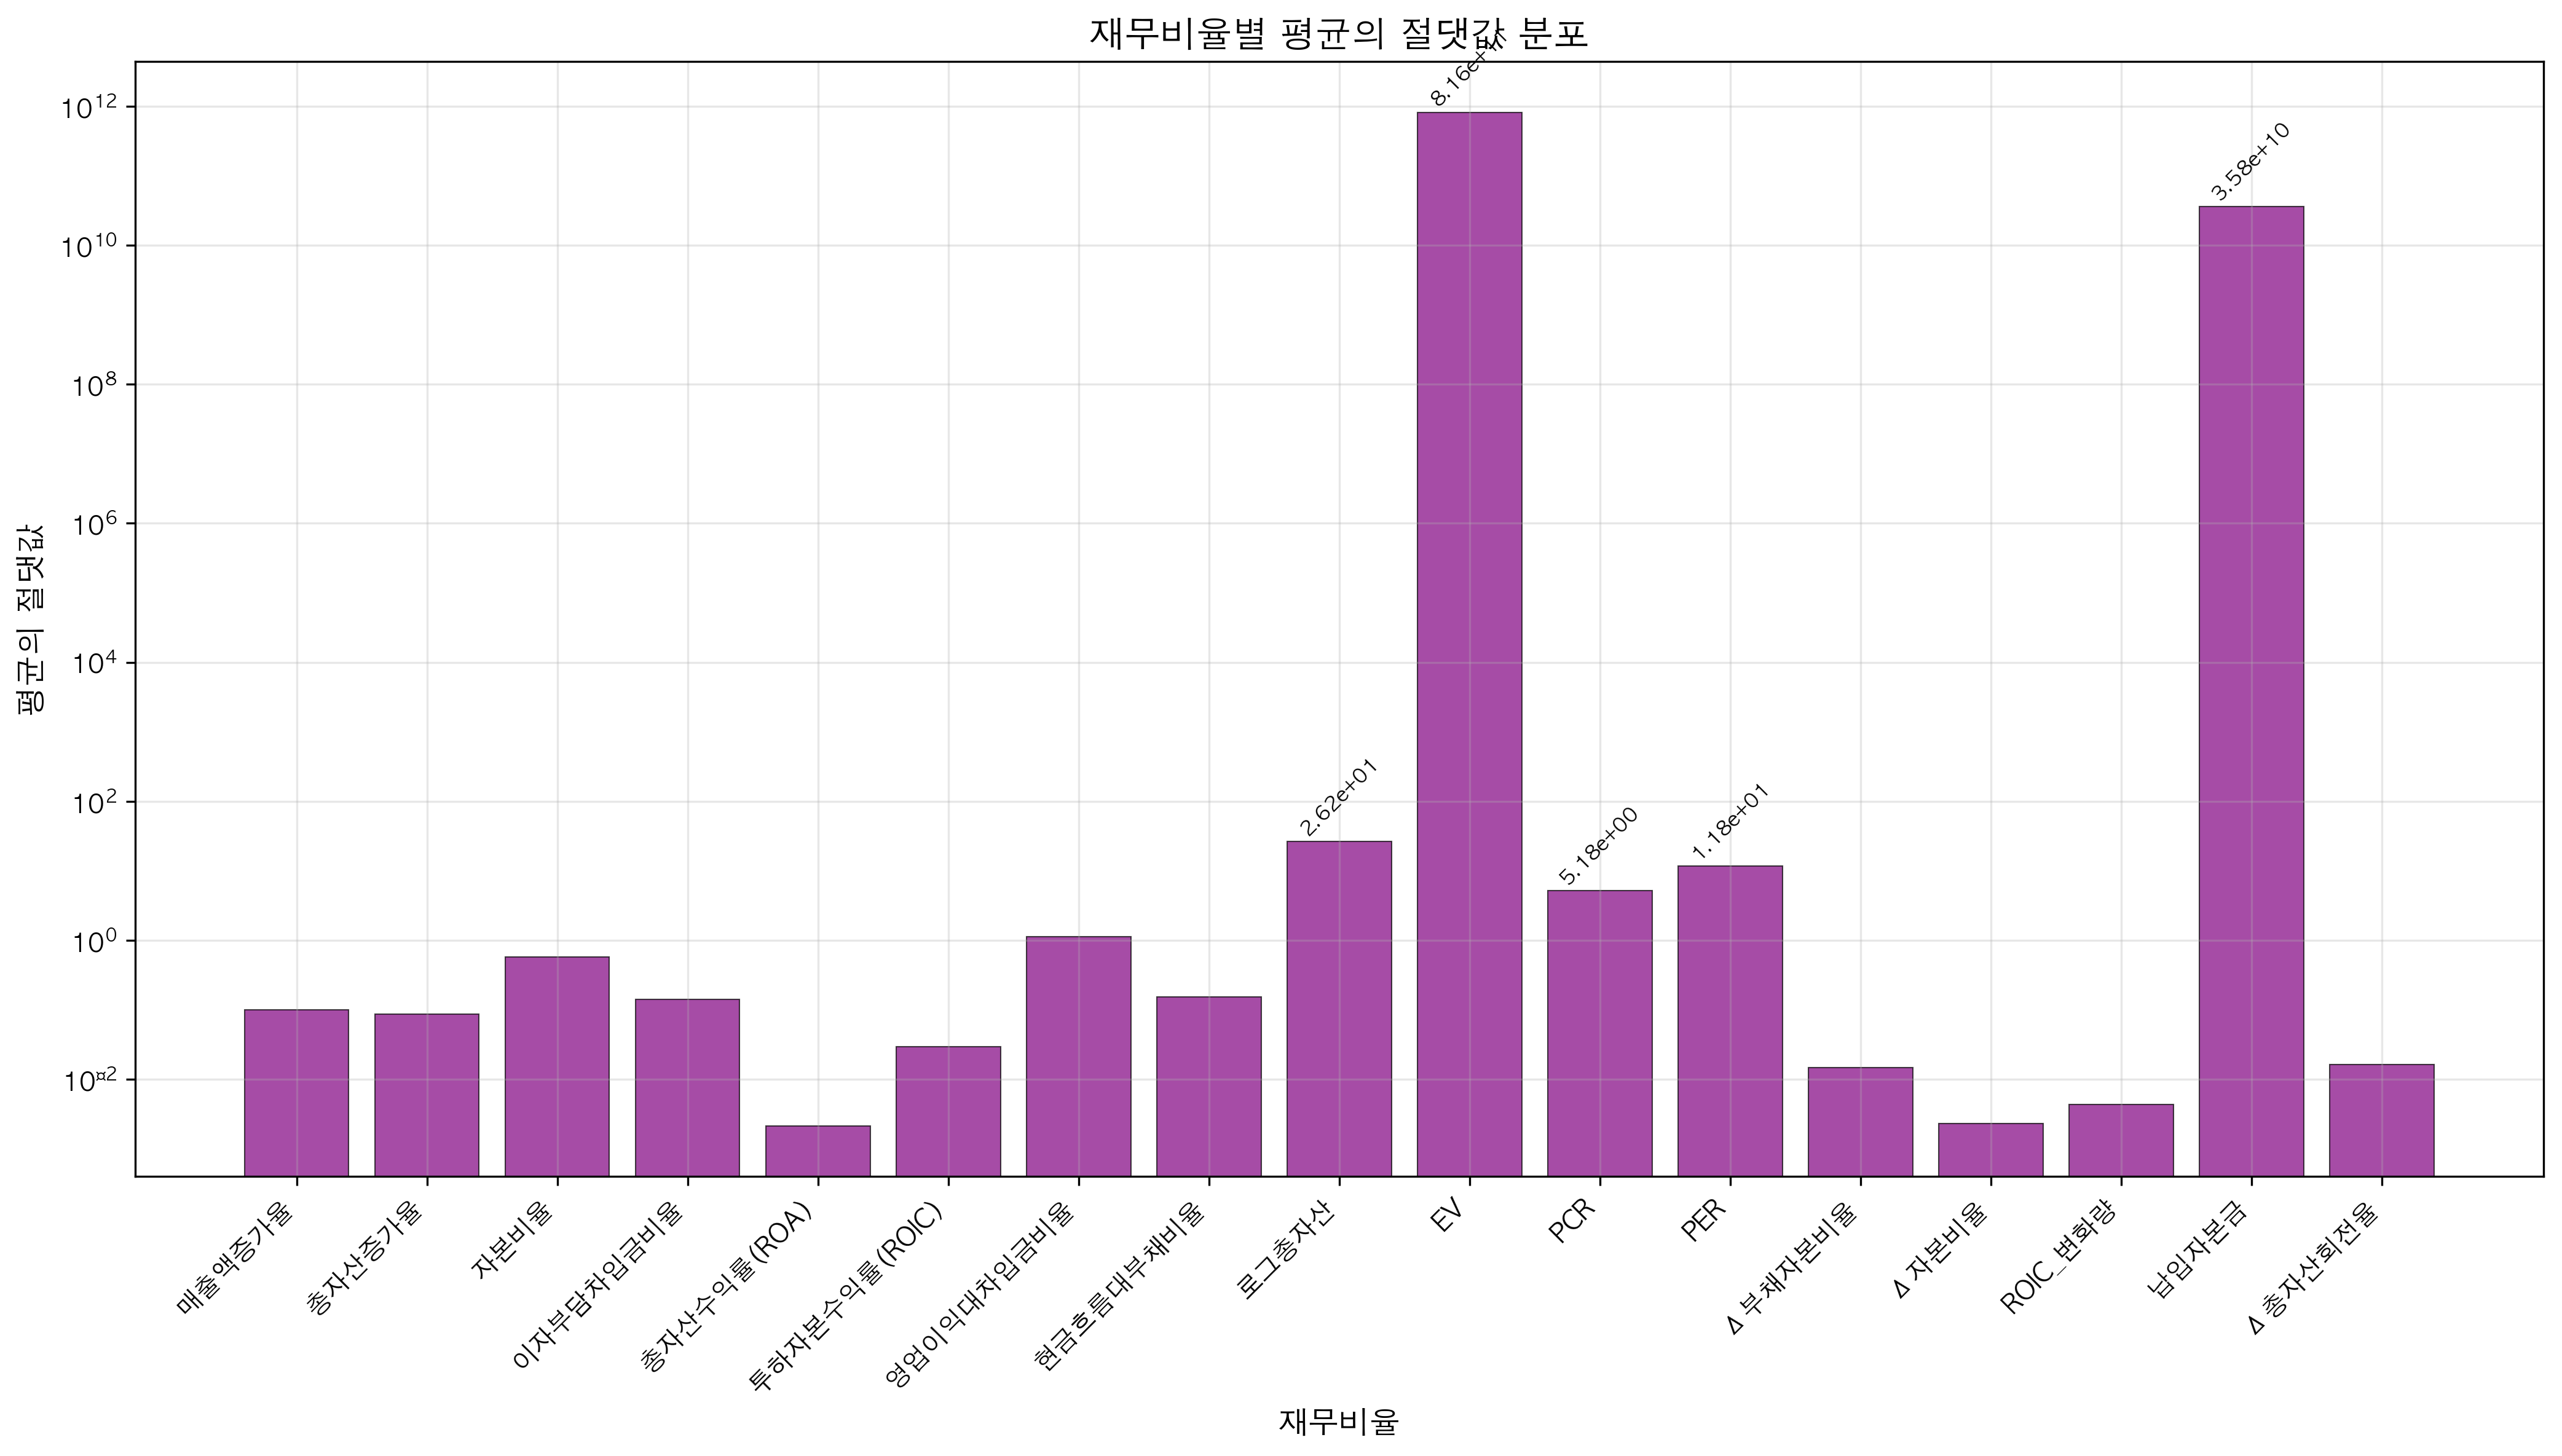 재무비율별 평균의 절댓값 분포
평균의 절댓값
10¹²
10¹⁰
10⁸
10⁶
10⁴
10²
10⁰
10¤²
2.62e+01
5.18e+00
1.18e+01
3.58e+10
매출액증가율
총자산증가율
자본비율
이자부담차입금비율
총자산수익률(ROA)
투하자본수익률(ROIC)
영업이익대차입금비율
현금흐름대부채비율
로그총자산
EV
PCR
PER
Δ 부채자본비율
Δ 자본비율
ROIC_변화량
납입자본금
Δ 총자산회전율
재무비율